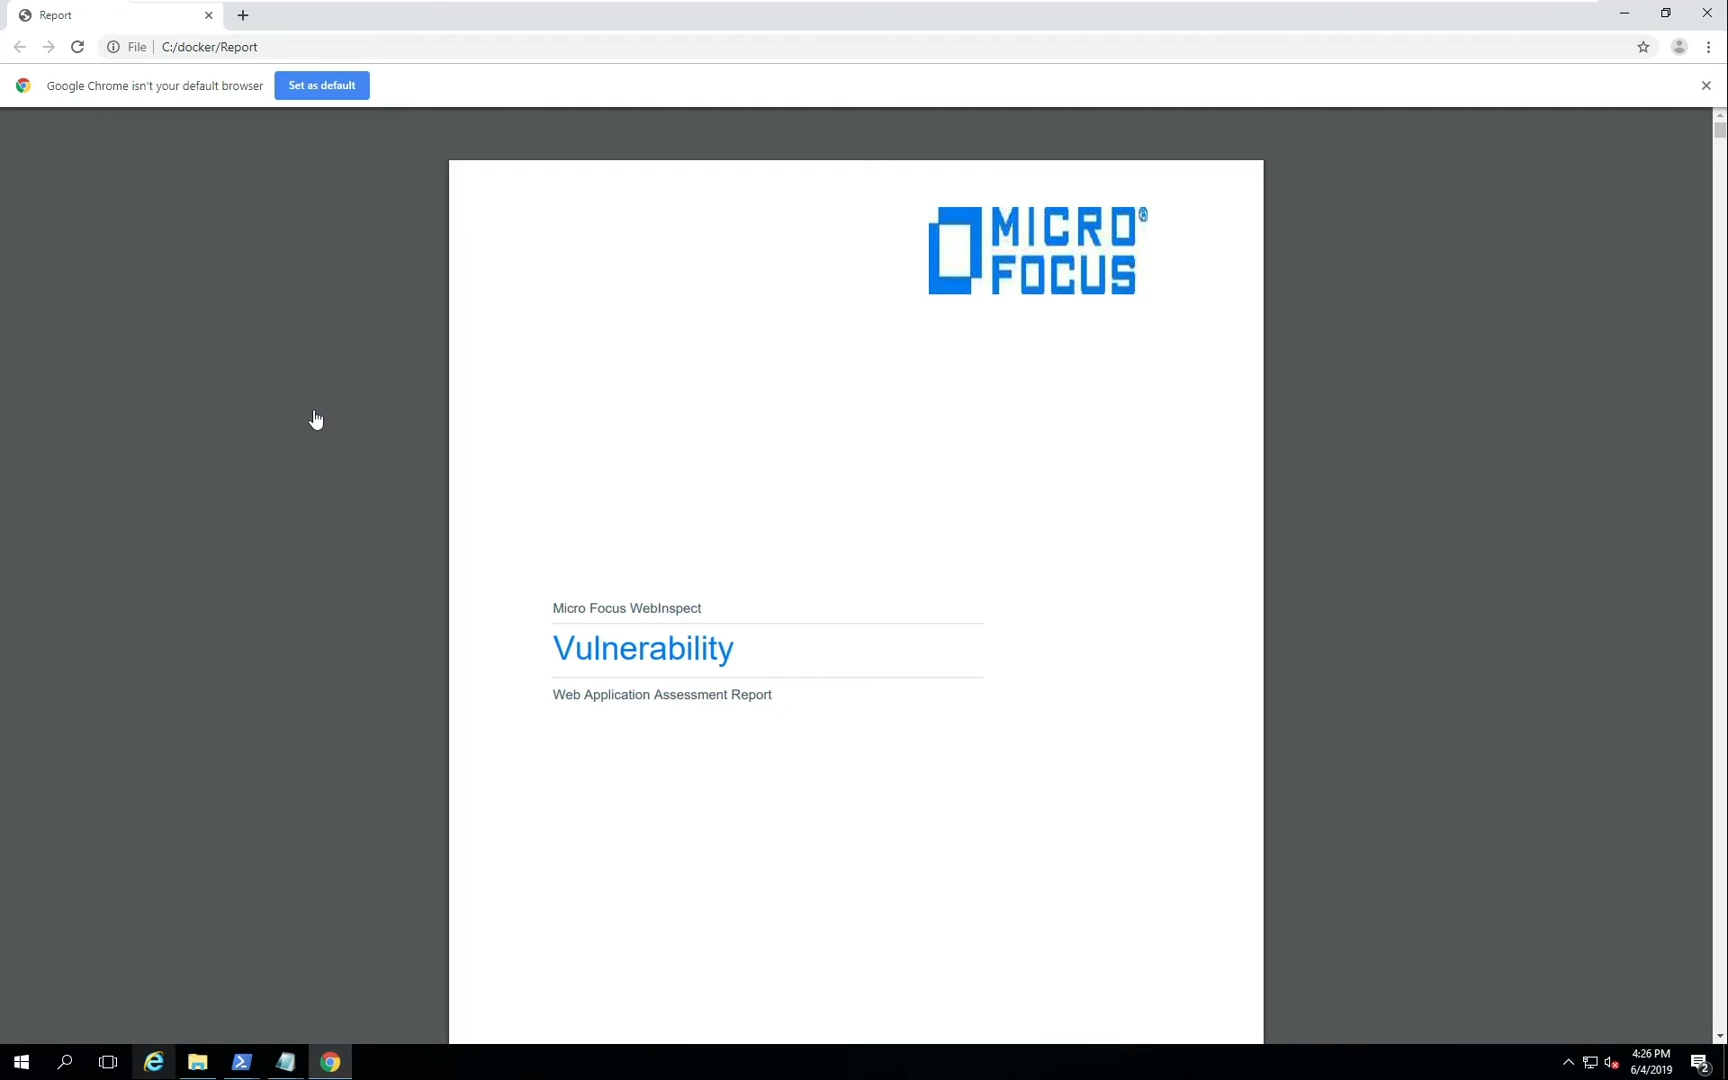 Report
File
C:/docker/Report
Google Chrome isn't your default browser
Set as default
MICRO
FOCUS®
Micro Focus WebInspect
Vulnerability
Web Application Assessment Report
4:26 PM
6/4/2019
2